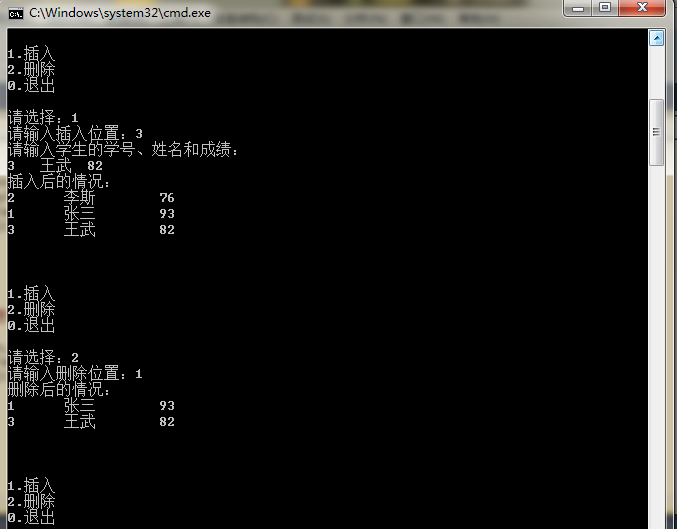 C:\Windows\system32\cmd.exe
1.插入
2.删除
0.退出
请选择：1
请输入插入位置：3
请输入学生的学号、姓名和成绩：
3 王武 82
插入后的情况：
2 李斯 76
1 张三 93
3 王武 82
1.插入
2.删除
0.退出
请选择：2
请输入删除位置：1
删除后的情况：
1 张三 93
3 王武 82
1.插入
2.删除
0.退出